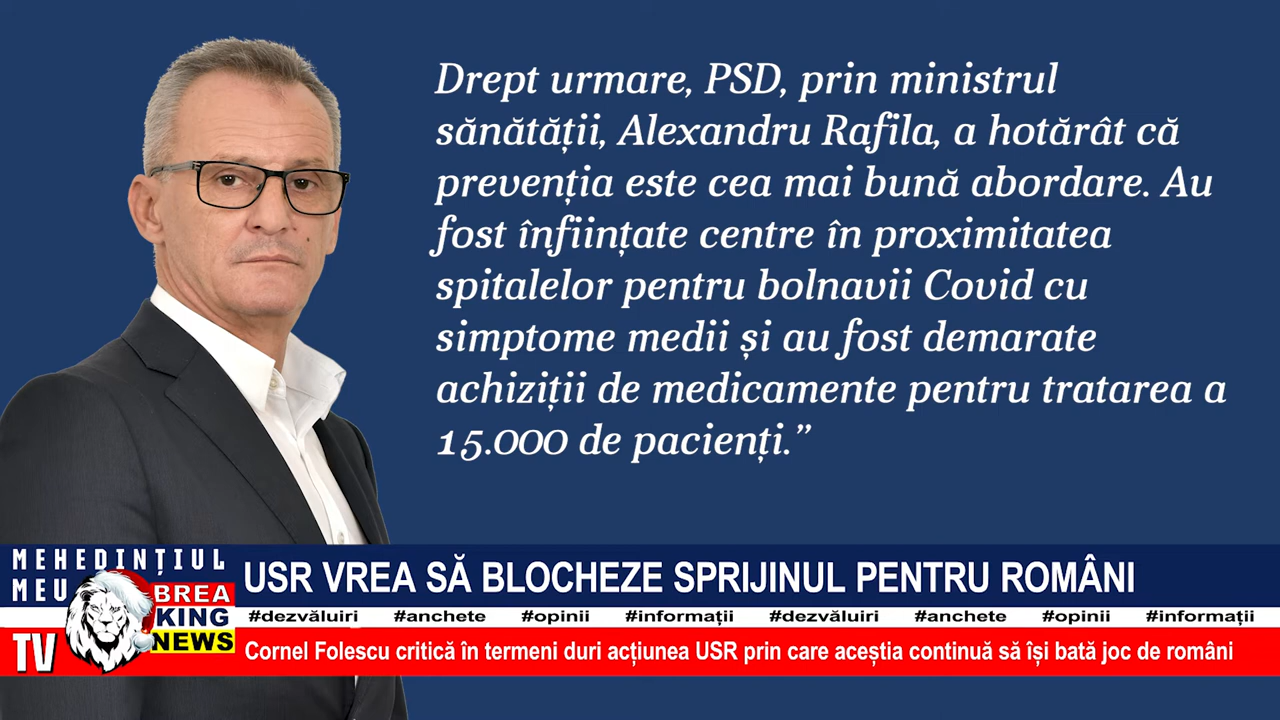 Drept urmare, PSD, prin ministrul
sănătății, Alexandru Rafila, a hotărât că
prevenția este cea mai bună abordare. Au
fost înființate centre în proximitatea
spitalelor pentru bolnavii Covid cu
simptome medii și au fost demarate
achiziții de medicamente pentru tratarea a
15.000 de pacienți.”
MEHEDINȚIUL
MEU
TV
BREA
KING
NEWS
USR VREA SĂ BLOCHEZE SPRIJINUL PENTRU ROMÂNI
#dezvăluiri #anchete #opinii #informații #dezvăluiri #anchete #opinii #informații
Cornel Folescu critică în termeni duri acțiunea USR prin care aceștia continuă să își bată joc de români